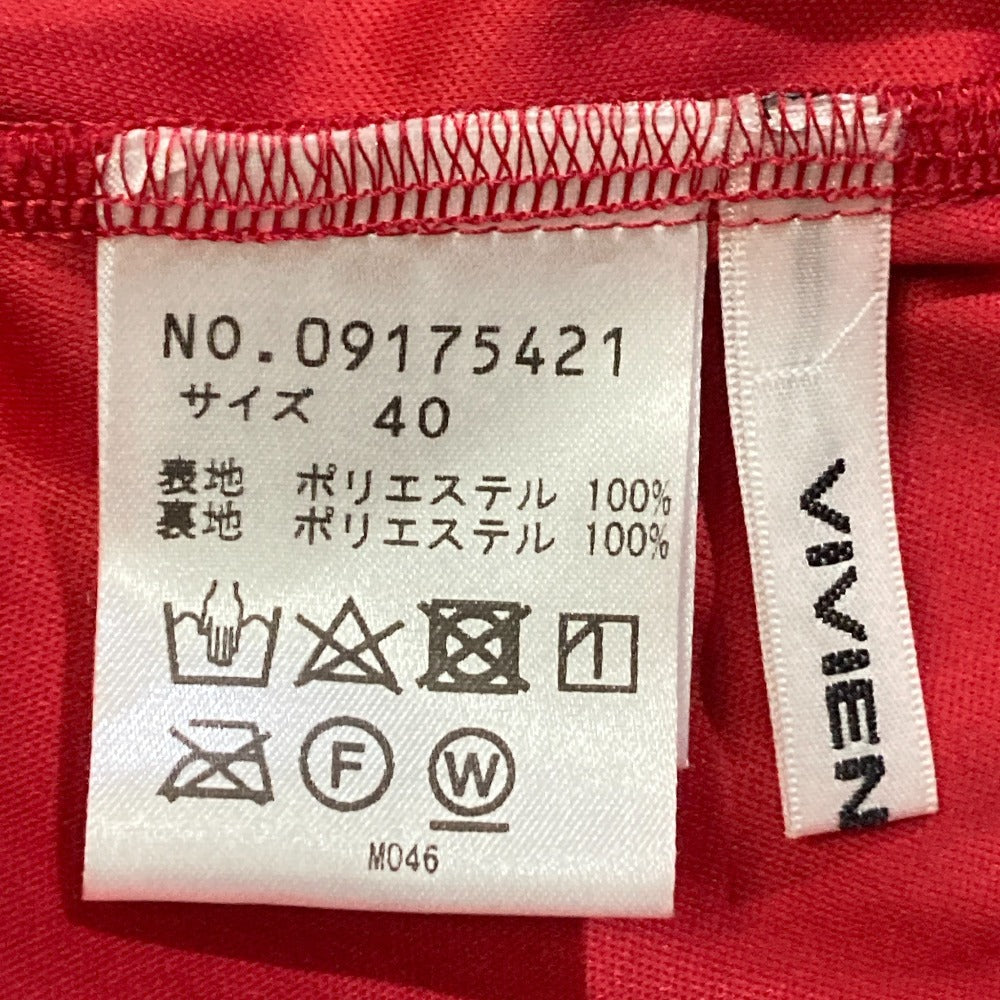 NO.09175421
サイズ 40
表地 ポリエステル 100%
裏地 ポリエステル 100%
F W
M046
VIVIEN